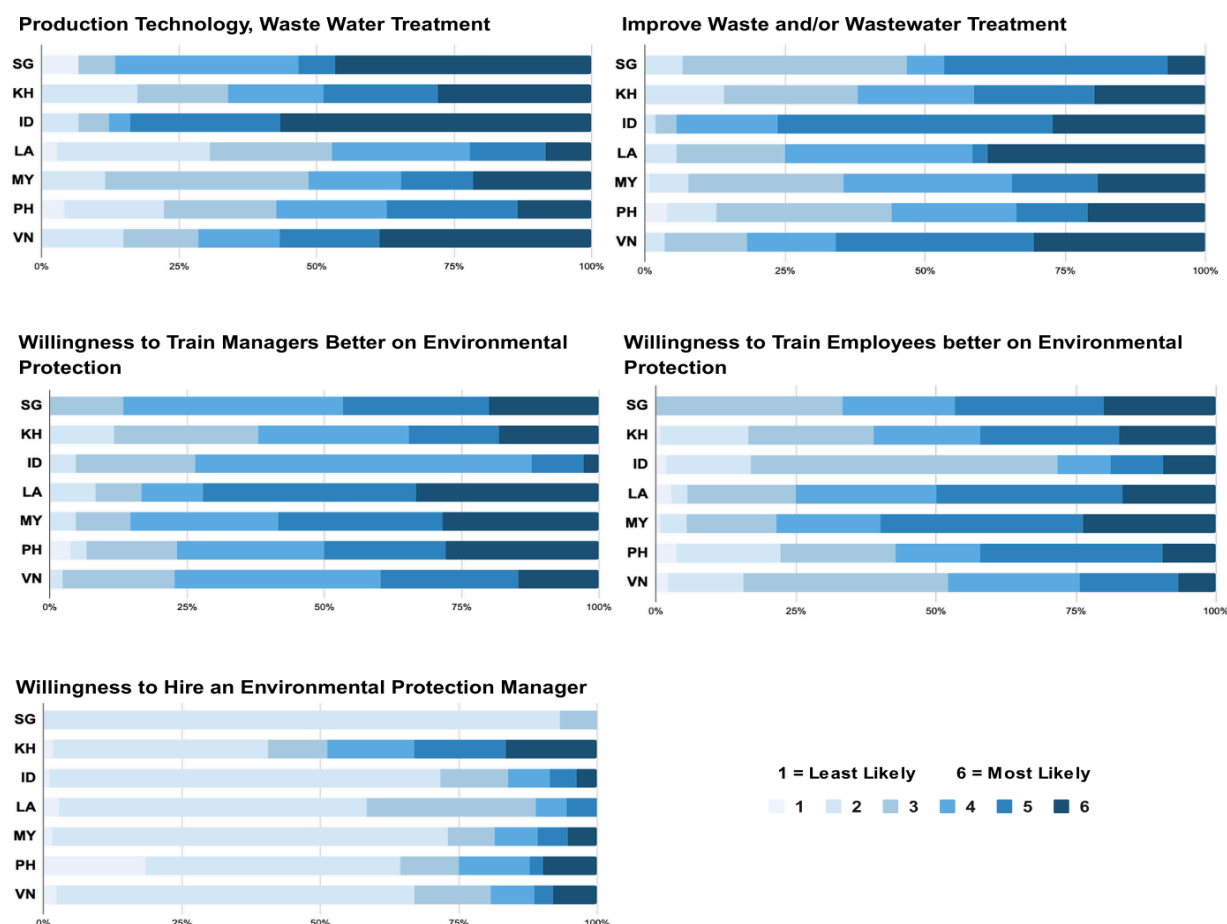 Production Technology, Waste Water Treatment
SG
KH
ID
LA
MY
PH
VN
0% 25% 50% 75% 100%
Improve Waste and/or Wastewater Treatment
SG
KH
ID
LA
MY
PH
VN
0% 25% 50% 75% 100%
Willingness to Train Managers Better on Environmental
Protection
SG
KH
ID
LA
MY
PH
VN
0% 25% 50% 75% 100%
Willingness to Train Employees better on Environmental
Protection
SG
KH
ID
LA
MY
PH
VN
0% 25% 50% 75% 100%
Willingness to Hire an Environmental Protection Manager
SG
KH
ID
LA
MY
PH
VN
0% 25% 50% 75% 100%
1 = Least Likely 6 = Most Likely
1 2 3 4 5 6